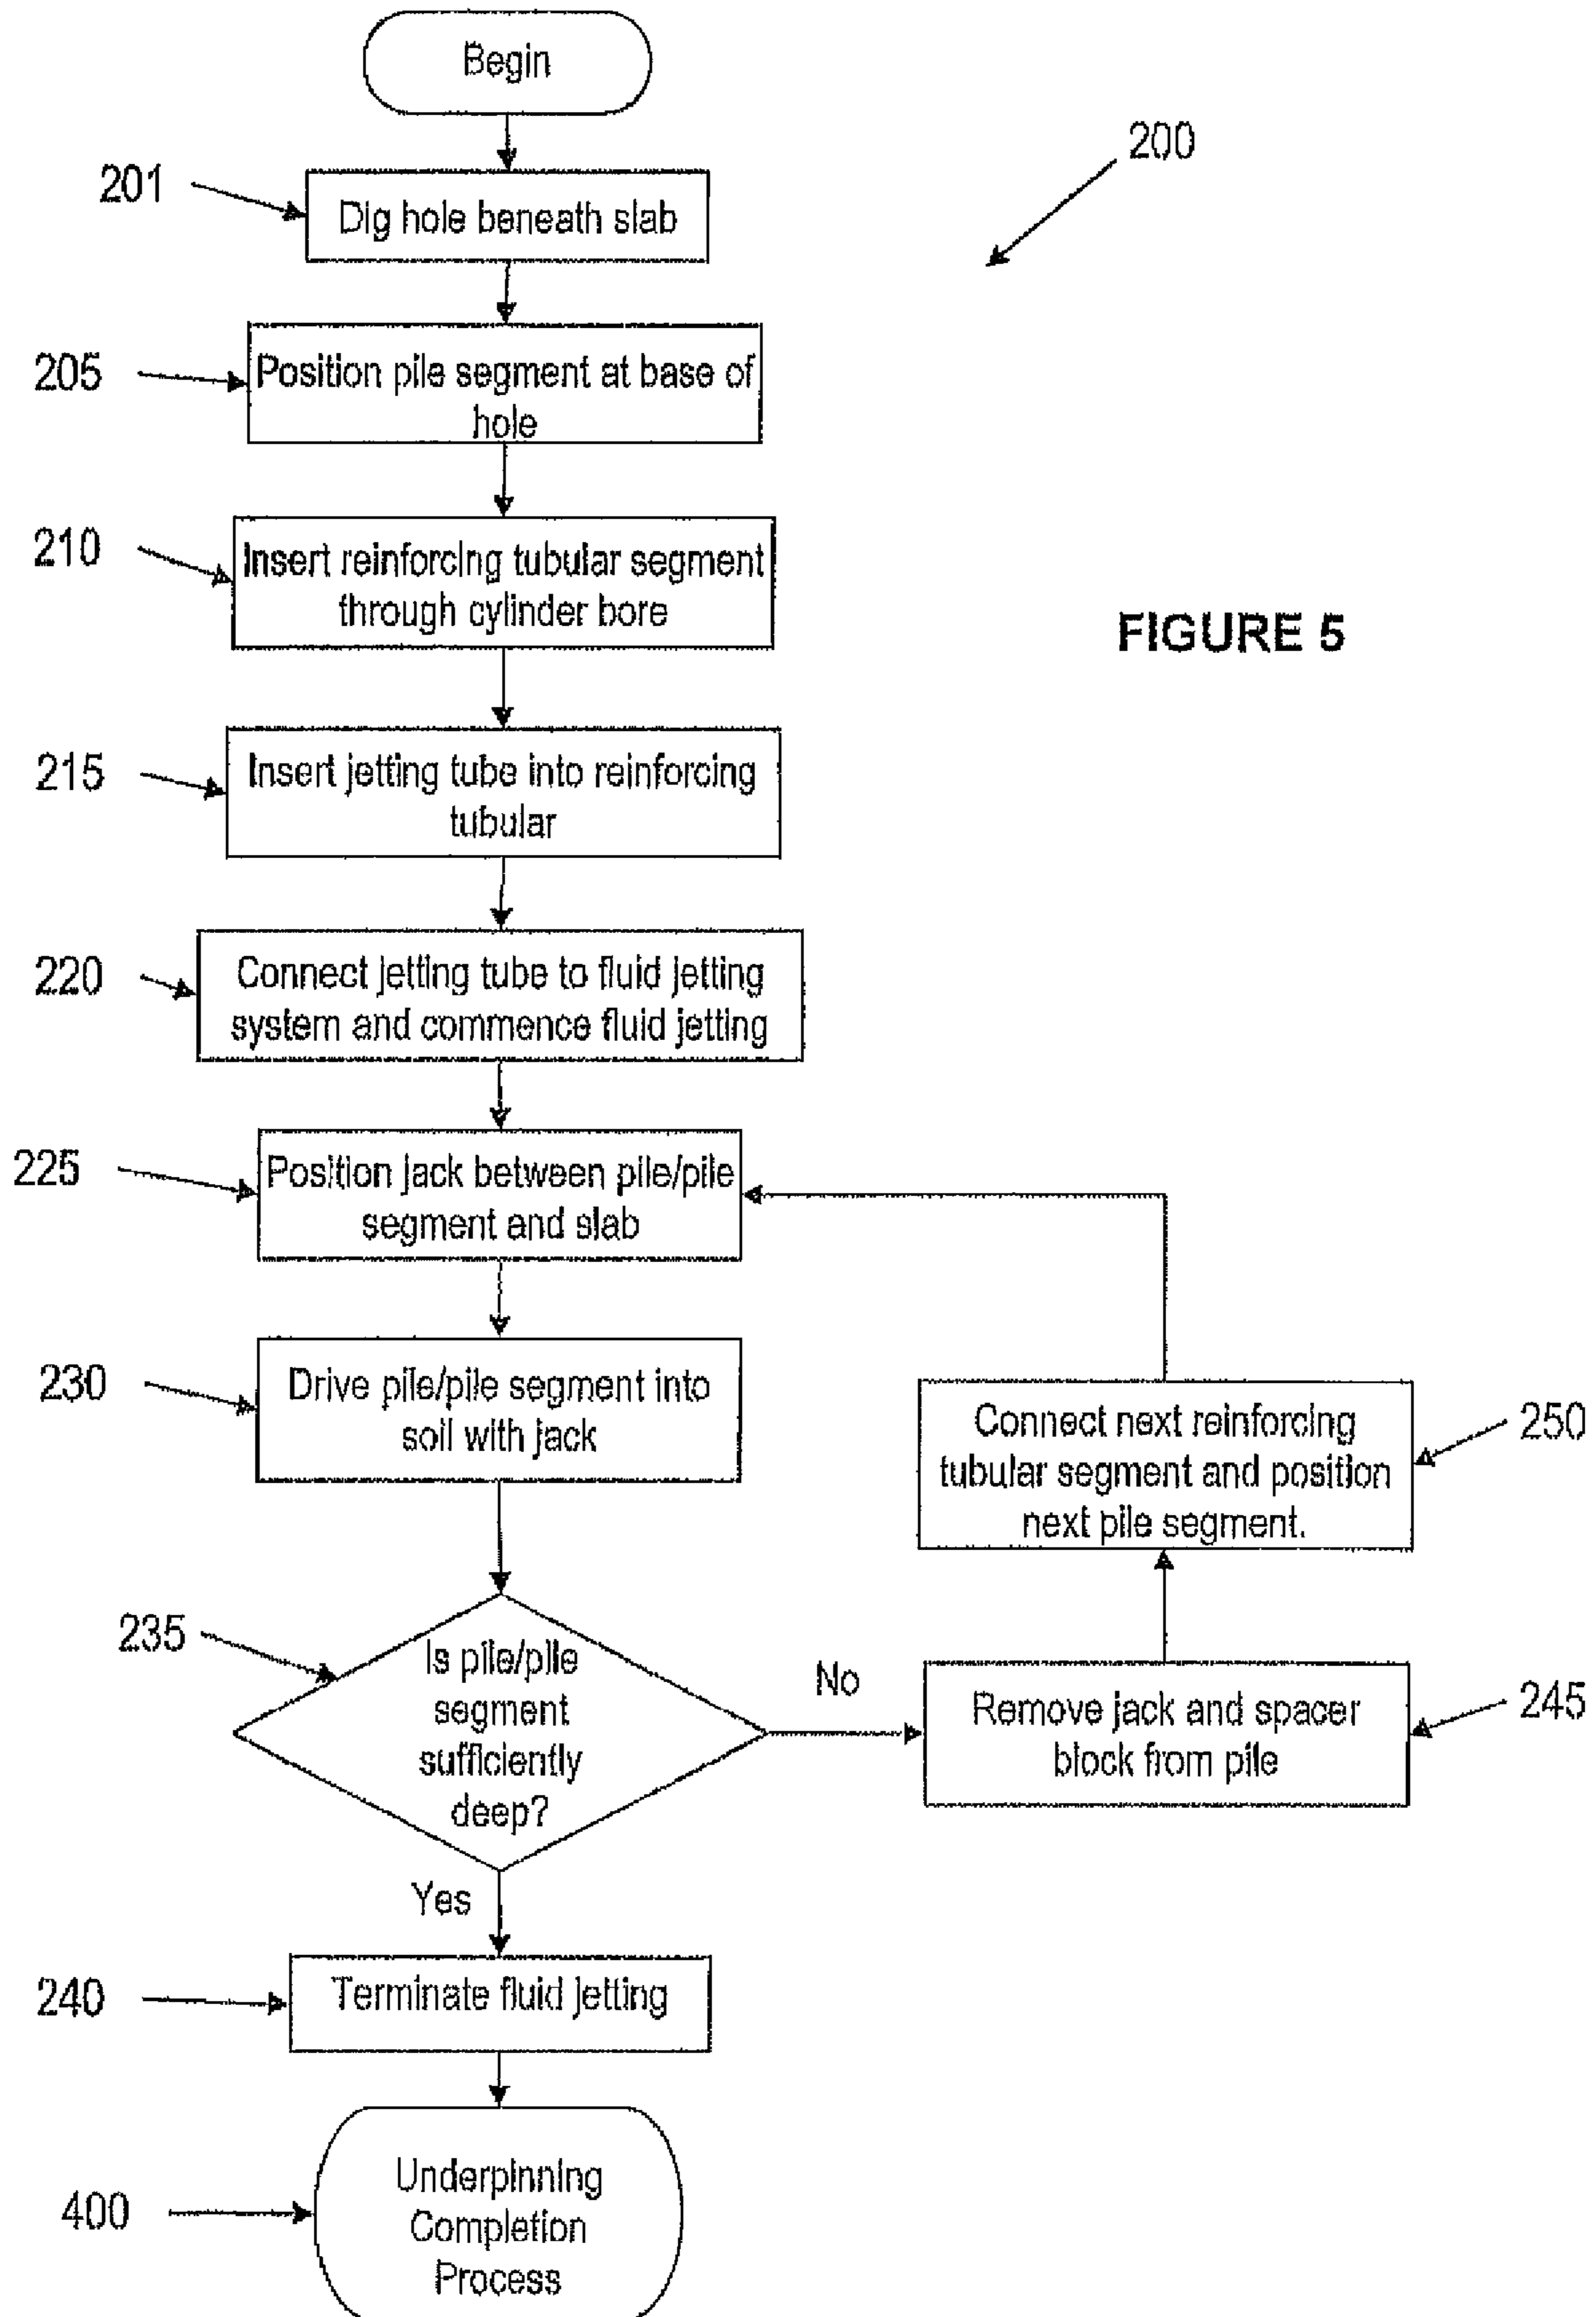 Begin
200
201
Dig hole beneath slab
205
Position pile segment at base of
hole
210
Insert reinforcing tubular segment
through cylinder bore
FIGURE 5
215
Insert jetting tube into reinforcing
tubular
220
Connect jetting tube to fluid jetting
system and commence fluid jetting
225
Position jack between pile/pile
segment and slab
230
Drive pile/pile segment into
soil with jack
Connect next reinforcing
tubular segment and position
next pile segment.
250
235
Is pile/pile
segment
sufficiently
deep?
No
Remove jack and spacer
block from pile
245
Yes
240
Terminate fluid jetting
400
Underpinning
Completion
Process